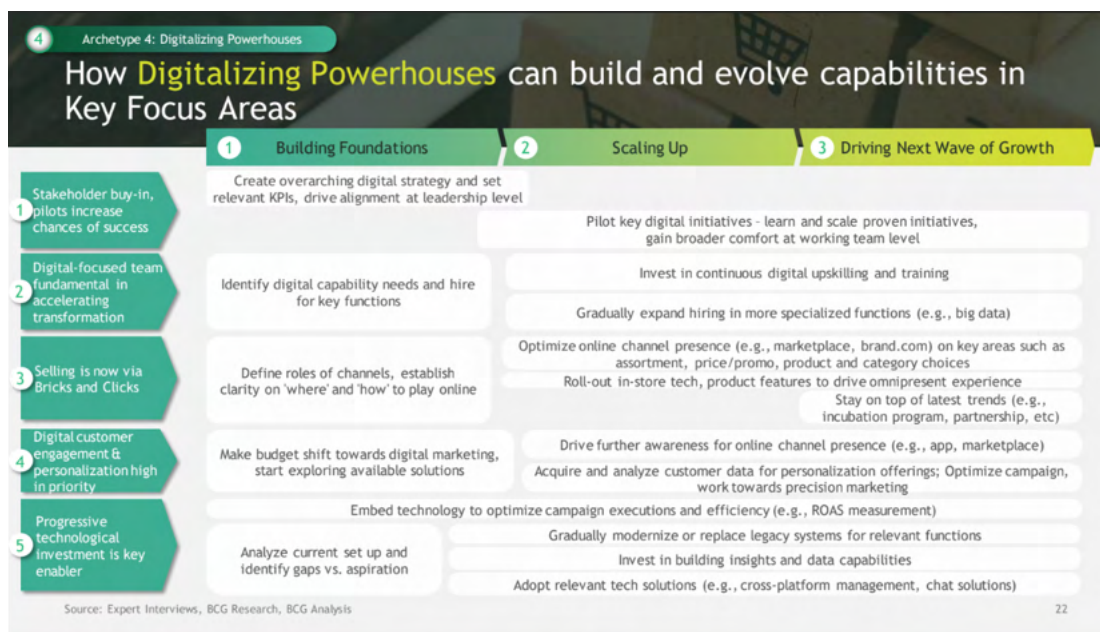 4 Archetype 4: Digitalizing Powerhouses
How Digitalizing Powerhouses can build and evolve capabilities in
Key Focus Areas
1 Building Foundations
2 Scaling Up
3 Driving Next Wave of Growth
1
Stakeholder buy-in,
pilots increase
chances of success
Create overarching digital strategy and set
relevant KPIs, drive alignment at leadership level
Pilot key digital initiatives – learn and scale proven initiatives,
gain broader comfort at working team level
2
Digital-focused team
fundamental in
accelerating
transformation
Identify digital capability needs and hire
for key functions
Invest in continuous digital upskilling and training
Gradually expand hiring in more specialized functions (e.g., big data)
3
Selling is now via
Bricks and Clicks
Define roles of channels, establish
clarity on 'where' and 'how' to play online
Optimize online channel presence (e.g., marketplace, brand.com) on key areas such as
assortment, price/promo, product and category choices
Roll-out in-store tech, product features to drive omnipresent experience
Stay on top of latest trends (e.g.,
incubation program, partnership, etc)
4
Digital customer
engagement &
personalization high
in priority
Make budget shift towards digital marketing,
start exploring available solutions
Drive further awareness for online channel presence (e.g., app, marketplace)
Acquire and analyze customer data for personalization offerings; Optimize campaign,
work towards precision marketing
5
Progressive
technological
investment is key
enabler
Embed technology to optimize campaign executions and efficiency (e.g., ROAS measurement)
Analyze current set up and
identify gaps vs. aspiration
Gradually modernize or replace legacy systems for relevant functions
Invest in building insights and data capabilities
Adopt relevant tech solutions (e.g., cross-platform management, chat solutions)
Source: Expert Interviews, BCG Research, BCG Analysis
22